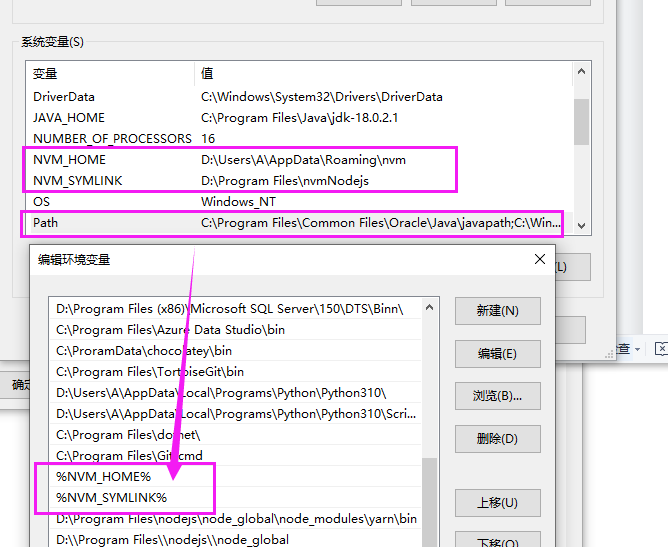 系统变量(S)
变量 值
DriverData C:\Windows\System32\Drivers\DriverData
JAVA_HOME C:\Program Files\Java\jdk-18.0.2.1
NUMBER_OF_PROCESSORS 16
NVM_HOME D:\Users\A\AppData\Roaming\nvm
NVM_SYMLINK D:\Program Files\nvmNodejs
OS Windows_NT
Path C:\Program Files\Common Files\Oracle\Java\javapath;C:\Win...
编辑环境变量
(L)
D:\Program Files (x86)\Microsoft SQL Server\150\DTS\Binn\
新建(N)
C:\Program Files\Azure Data Studio\bin
C:\ProramData\chocolatey\bin
编辑(E)
查
C:\Program Files\TortoiseGit\bin
确定
D:\Users\A\AppData\Local\Programs\Python\Python310\
浏览(B)...
D:\Users\A\AppData\Local\Programs\Python\Python310\Scri...
C:\Program Files\dotnet\
删除(D)
C:\Program Files\Git\cmd
%NVM_HOME%
%NVM_SYMLINK%
上移(U)
D:\Program Files\nodejs\node_global\node_modules\yarn\bin
D:\\Program Files\\nodejs\\node_global
下移(O)